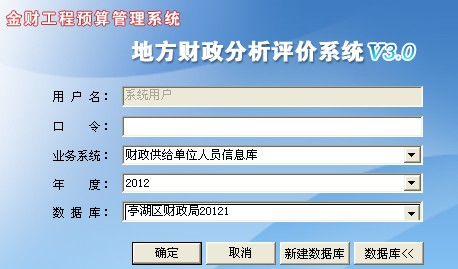 金财工程预算管理系统
地方财政分析评价系统 V3.0
用 户 名： 系统用户
口 令：
业务系统： 财政供给单位人员信息库
年 度： 2012
数 据 库： 亭湖区财政局20121
确定 取消 新建数据库 数据库<<